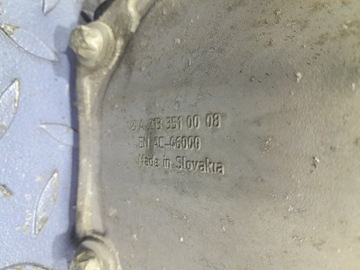 A 213 351 00 08
EN AC-46000
Made in Slovakia